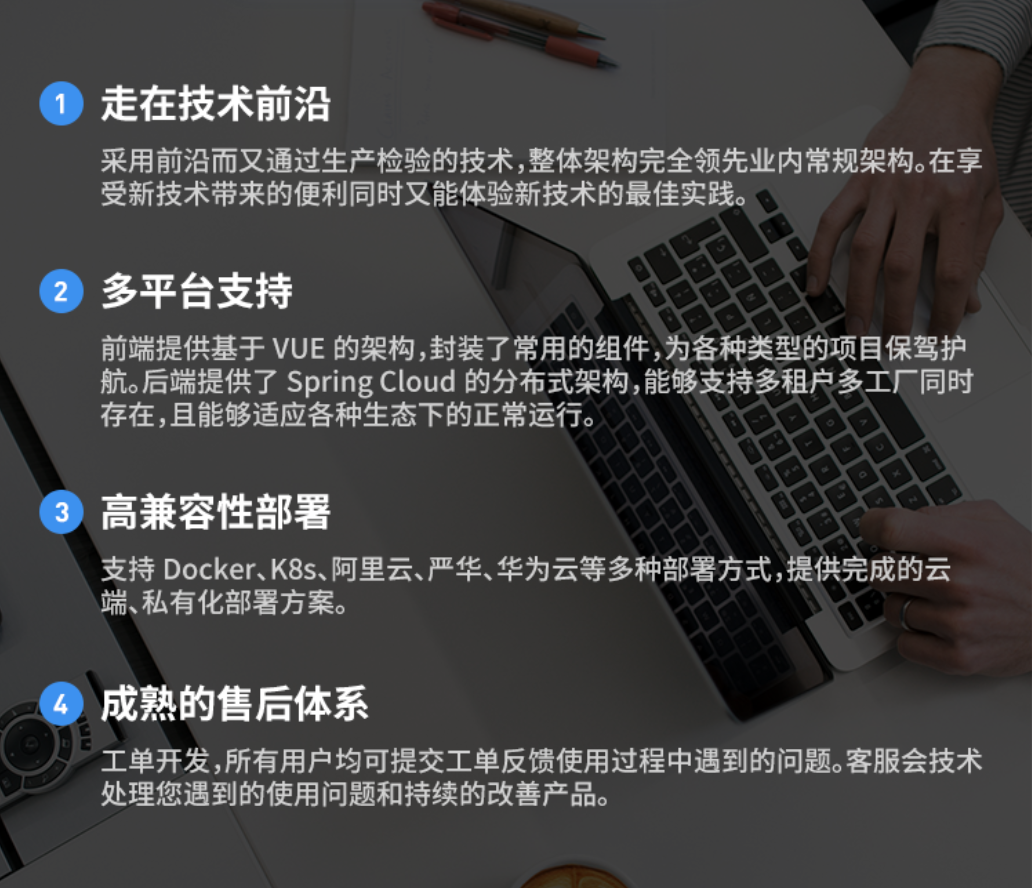 1 走在技术前沿
采用前沿而又通过生产检验的技术,整体架构完全领先业内常规架构。在享
受新技术带来的便利同时又能体验新技术的最佳实践。
2 多平台支持
前端提供基于 VUE 的架构,封装了常用的组件,为各种类型的项目保驾护
航。后端提供了 Spring Cloud 的分布式架构,能够支持多租户多工厂同时
存在,且能够适应各种生态下的正常运行。
3 高兼容性部署
支持 Docker、K8s、阿里云、严华、华为云等多种部署方式,提供完成的云
端、私有化部署方案。
4 成熟的售后体系
工单开发,所有用户均可提交工单反馈使用过程中遇到的问题。客服会技术
处理您遇到的使用问题和持续的改善产品。